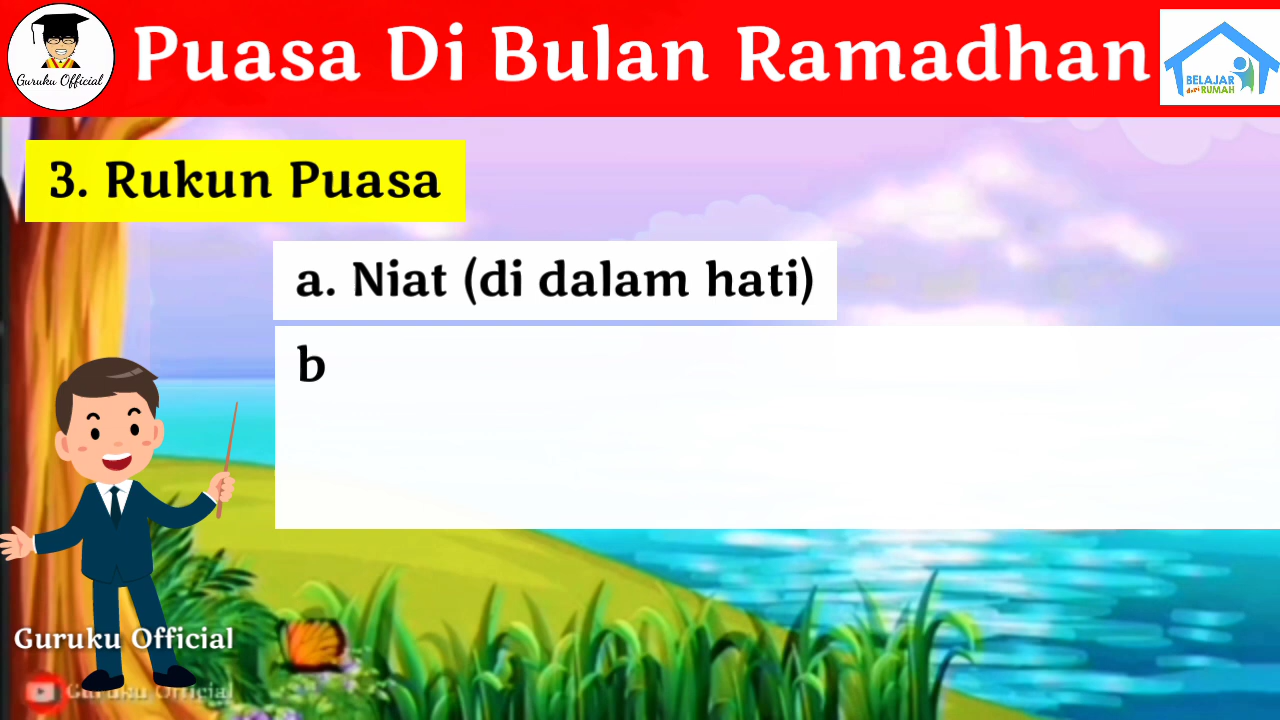 Puasa Di Bulan Ramadhan
Guruku Official
BELAJAR
dari RUMAH
3. Rukun Puasa
a. Niat (di dalam hati)
b
Guruku Official
Guruku Official